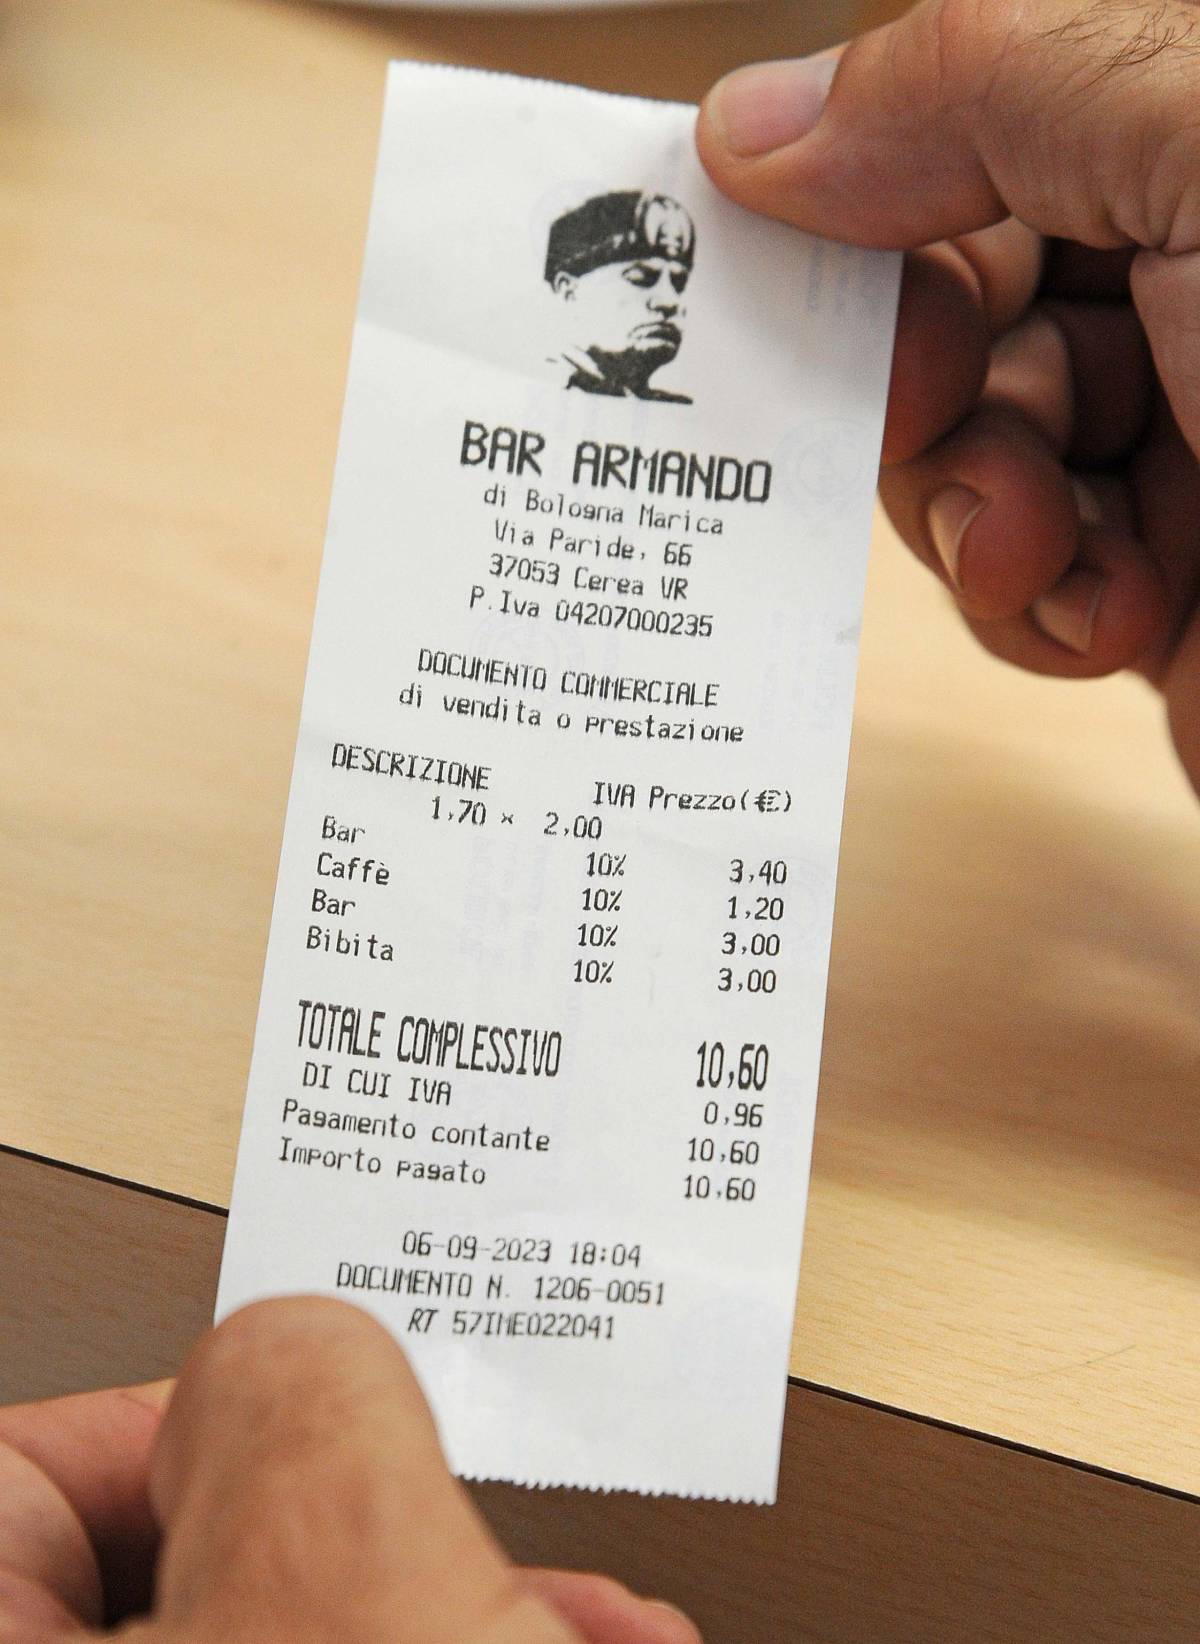 BAR ARMANDO
di Bologna Marica
Via Paride, 66
37053 Cerea VR
P.Iva 04207000235
DOCUMENTO COMMERCIALE
di vendita o prestazione
DESCRIZIONE IVA Prezzo(€)
1,70 × 2,00
Bar 10% 3,40
Caffè 10% 1,20
Bar 10% 3,00
Bibita 10% 3,00
TOTALE COMPLESSIVO 10,60
DI CUI IVA 0,96
Pagamento contante 10,60
Importo pagato 10,60
06-09-2023 18:04
DOCUMENTO N. 1206-0051
RT 57IME022041